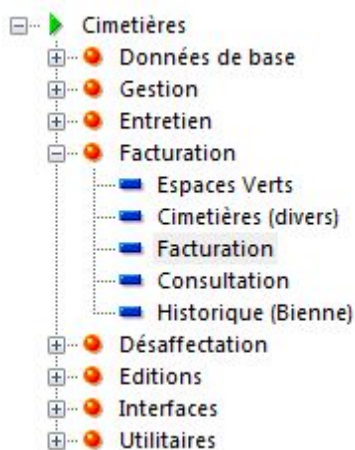 Cimetières
Données de base
Gestion
Entretien
Facturation
Espaces Verts
Cimetières (divers)
Facturation
Consultation
Historique (Bienne)
Désaffectation
Editions
Interfaces
Utilitaires